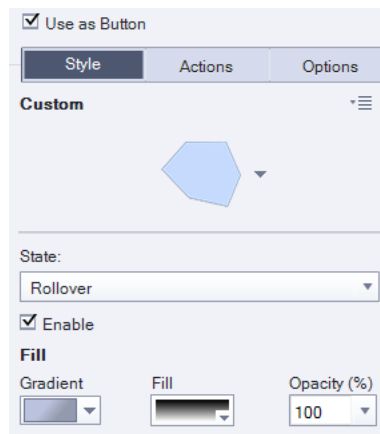 Use as Button
Style Actions Options
Custom
State:
Rollover
Enable
Fill
Gradient Fill Opacity (%)
100